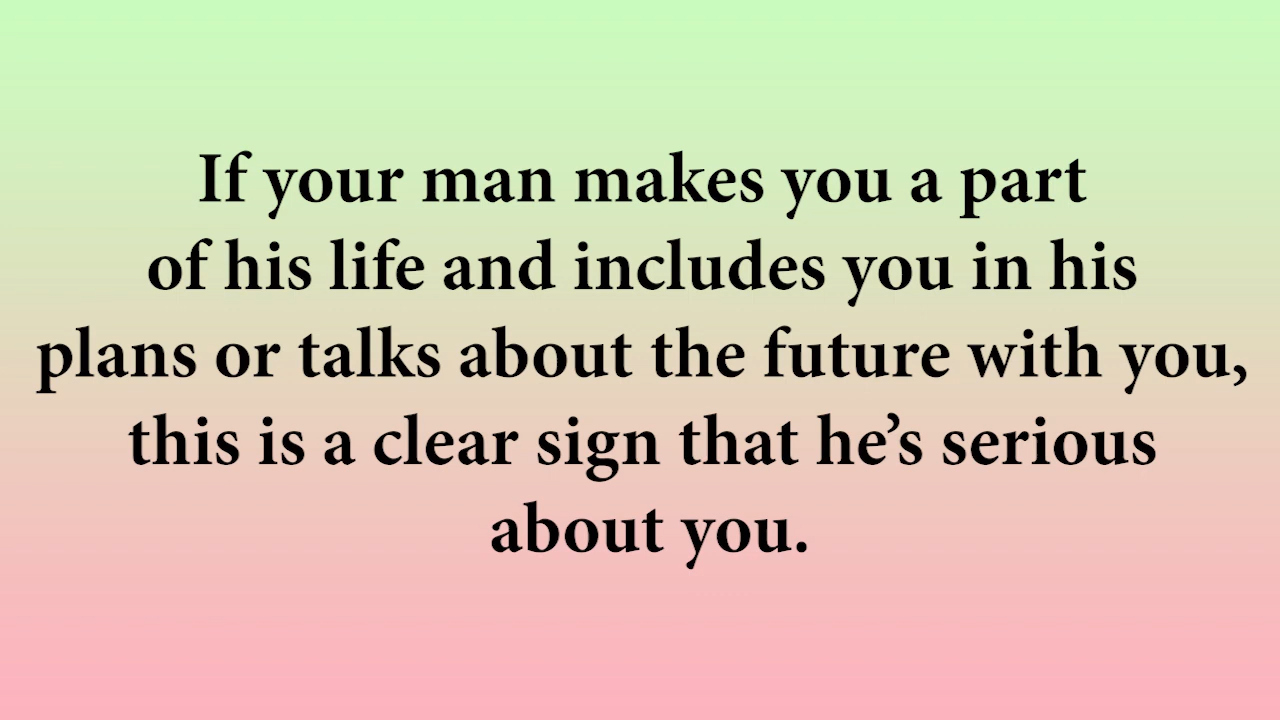 If your man makes you a part
of his life and includes you in his
plans or talks about the future with you,
this is a clear sign that he’s serious
about you.